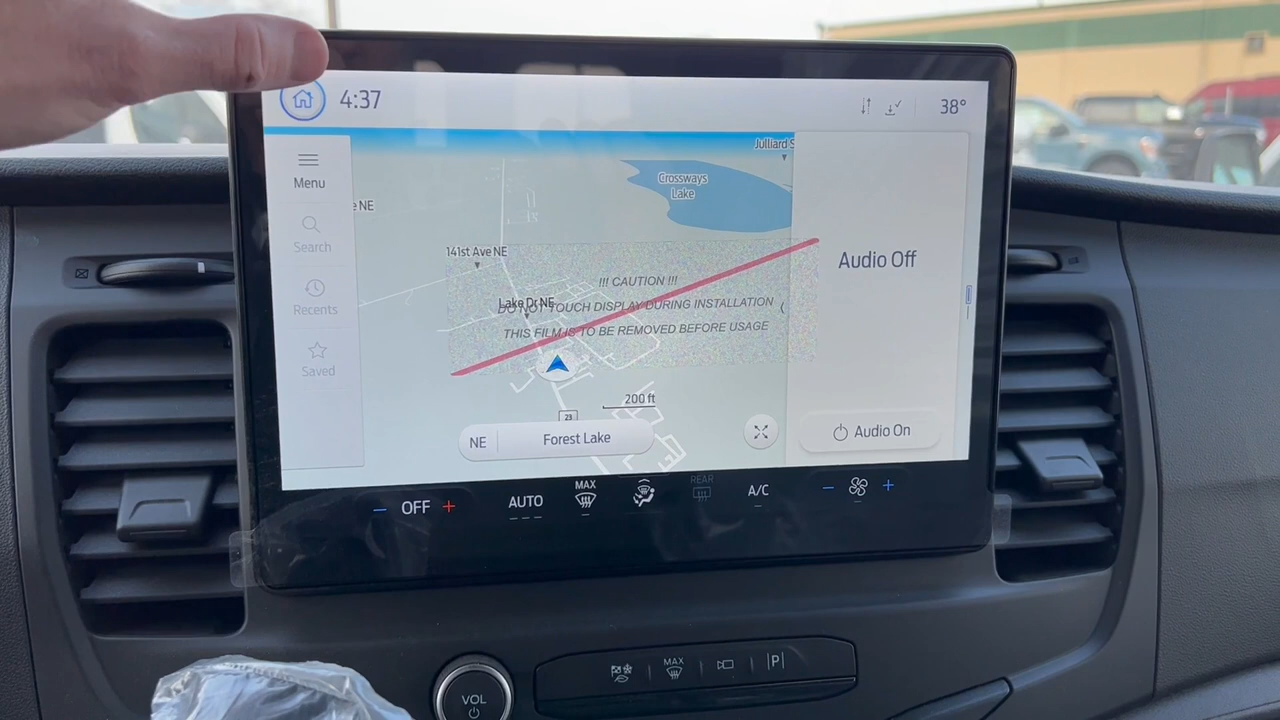 4:37
38°
Menu
Search
Recents
Saved
Julliard S
Crossways
Lake
e NE
141st Ave NE
Lake Dr NE
!!! CAUTION !!!
DO NOT TOUCH DISPLAY DURING INSTALLATION
THIS FILM IS TO BE REMOVED BEFORE USAGE
Audio Off
200 ft
23
NE
Forest Lake
Audio On
- OFF +
AUTO
MAX
REAR
A/C
- +
VOL
MAX
P